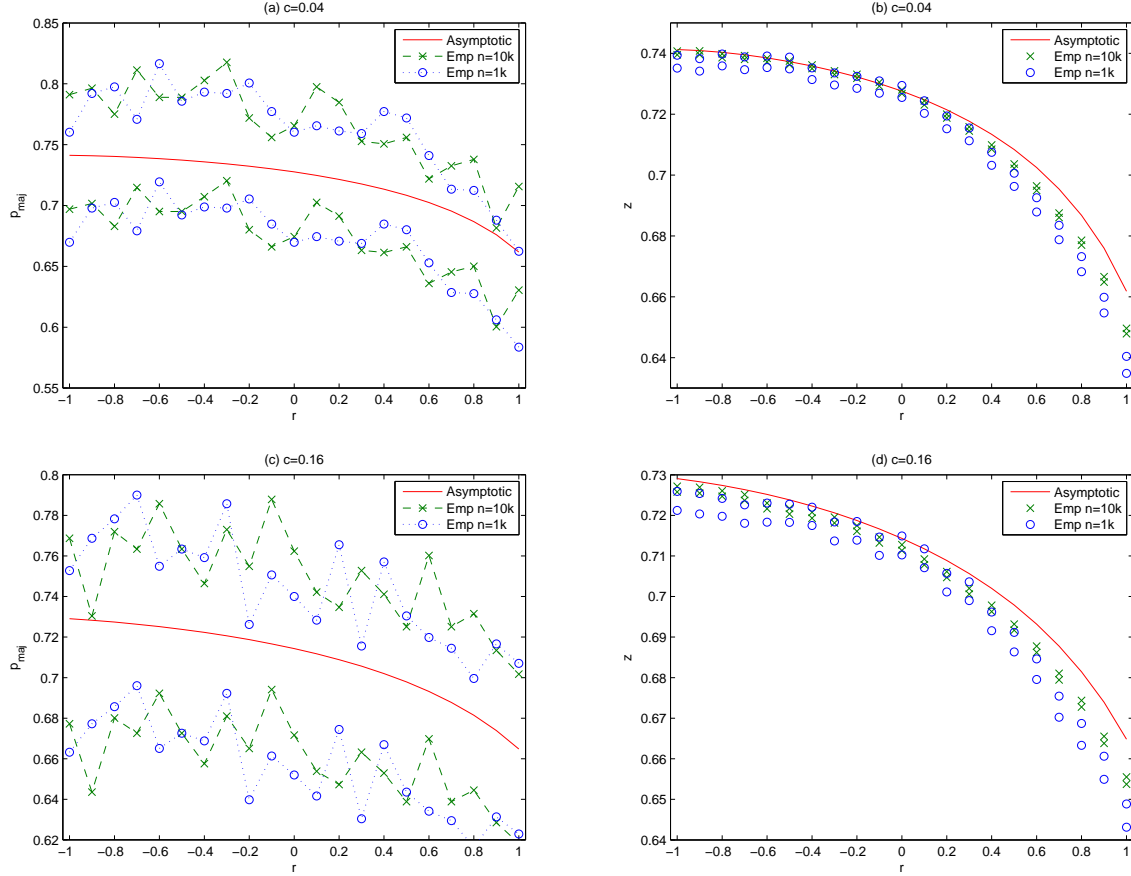 (a) c=0.04
p_maj
0.85
0.8
0.75
0.7
0.65
0.6
0.55
−1 −0.8 −0.6 −0.4 −0.2 0 0.2 0.4 0.6 0.8 1
r
Asymptotic
Emp n=10k
Emp n=1k
(b) c=0.04
z
0.74
0.72
0.7
0.68
0.66
0.64
−1 −0.8 −0.6 −0.4 −0.2 0 0.2 0.4 0.6 0.8 1
r
Asymptotic
Emp n=10k
Emp n=1k
(c) c=0.16
p_maj
0.8
0.78
0.76
0.74
0.72
0.7
0.68
0.66
0.64
0.62
−1 −0.8 −0.6 −0.4 −0.2 0 0.2 0.4 0.6 0.8 1
r
Asymptotic
Emp n=10k
Emp n=1k
(d) c=0.16
z
0.73
0.72
0.71
0.7
0.69
0.68
0.67
0.66
0.65
0.64
−1 −0.8 −0.6 −0.4 −0.2 0 0.2 0.4 0.6 0.8 1
r
Asymptotic
Emp n=10k
Emp n=1k